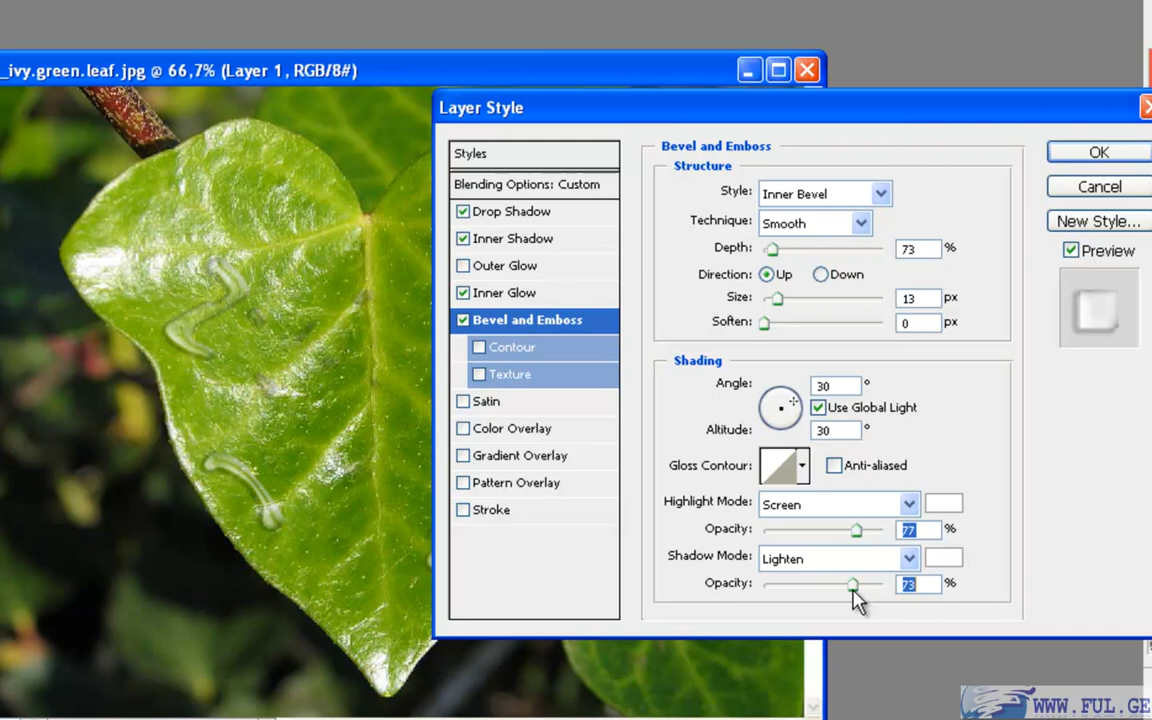 _ivy.green.leaf.jpg @ 66,7% (Layer 1, RGB/8#)
Layer Style
Styles
Blending Options: Custom
Drop Shadow
Inner Shadow
Outer Glow
Inner Glow
Bevel and Emboss
Contour
Texture
Satin
Color Overlay
Gradient Overlay
Pattern Overlay
Stroke
Bevel and Emboss
Structure
Style: Inner Bevel
Technique: Smooth
Depth: 73 %
Direction: Up Down
Size: 13 px
Soften: 0 px
Shading
Angle: 30 °
Use Global Light
Altitude: 30 °
Gloss Contour: Anti-aliased
Highlight Mode: Screen
Opacity: 77 %
Shadow Mode: Lighten
Opacity: 73 %
OK
Cancel
New Style...
Preview
WWW.FUL.GE